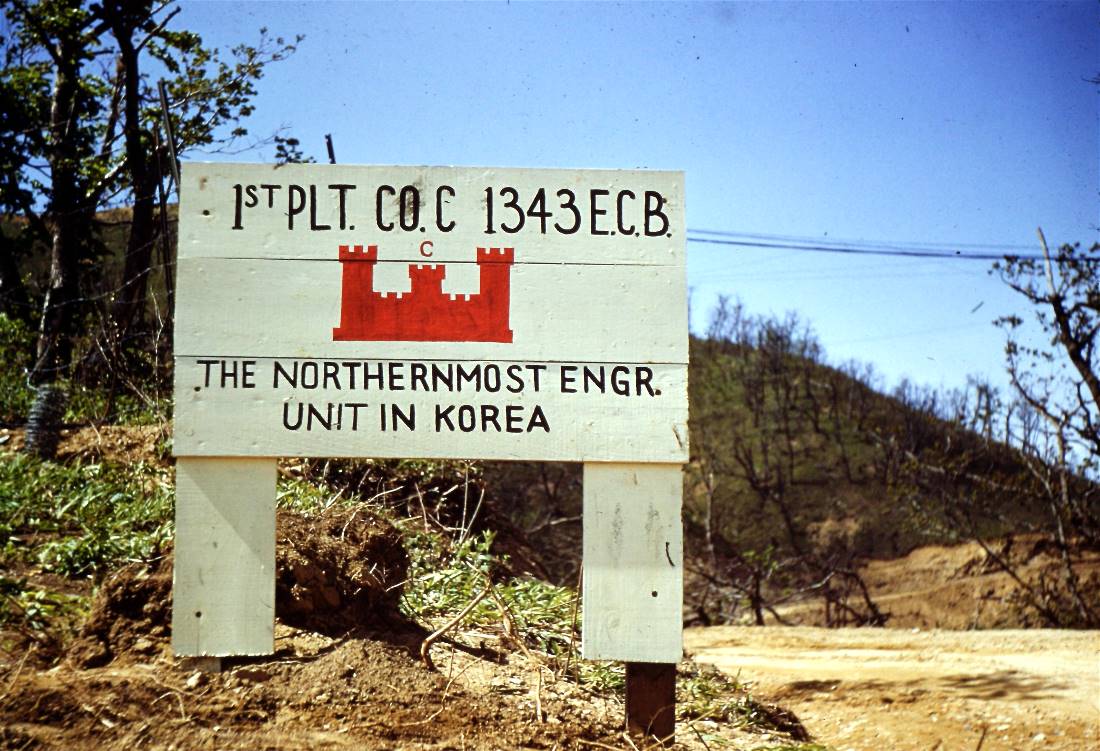 1ST PLT. CO. C 1343 E.C.B.
C
THE NORTHERNMOST ENGR.
UNIT IN KOREA